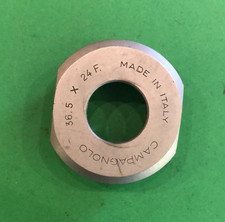 36.5 X 24 F.
MADE IN ITALY
CAMPAGNOLO